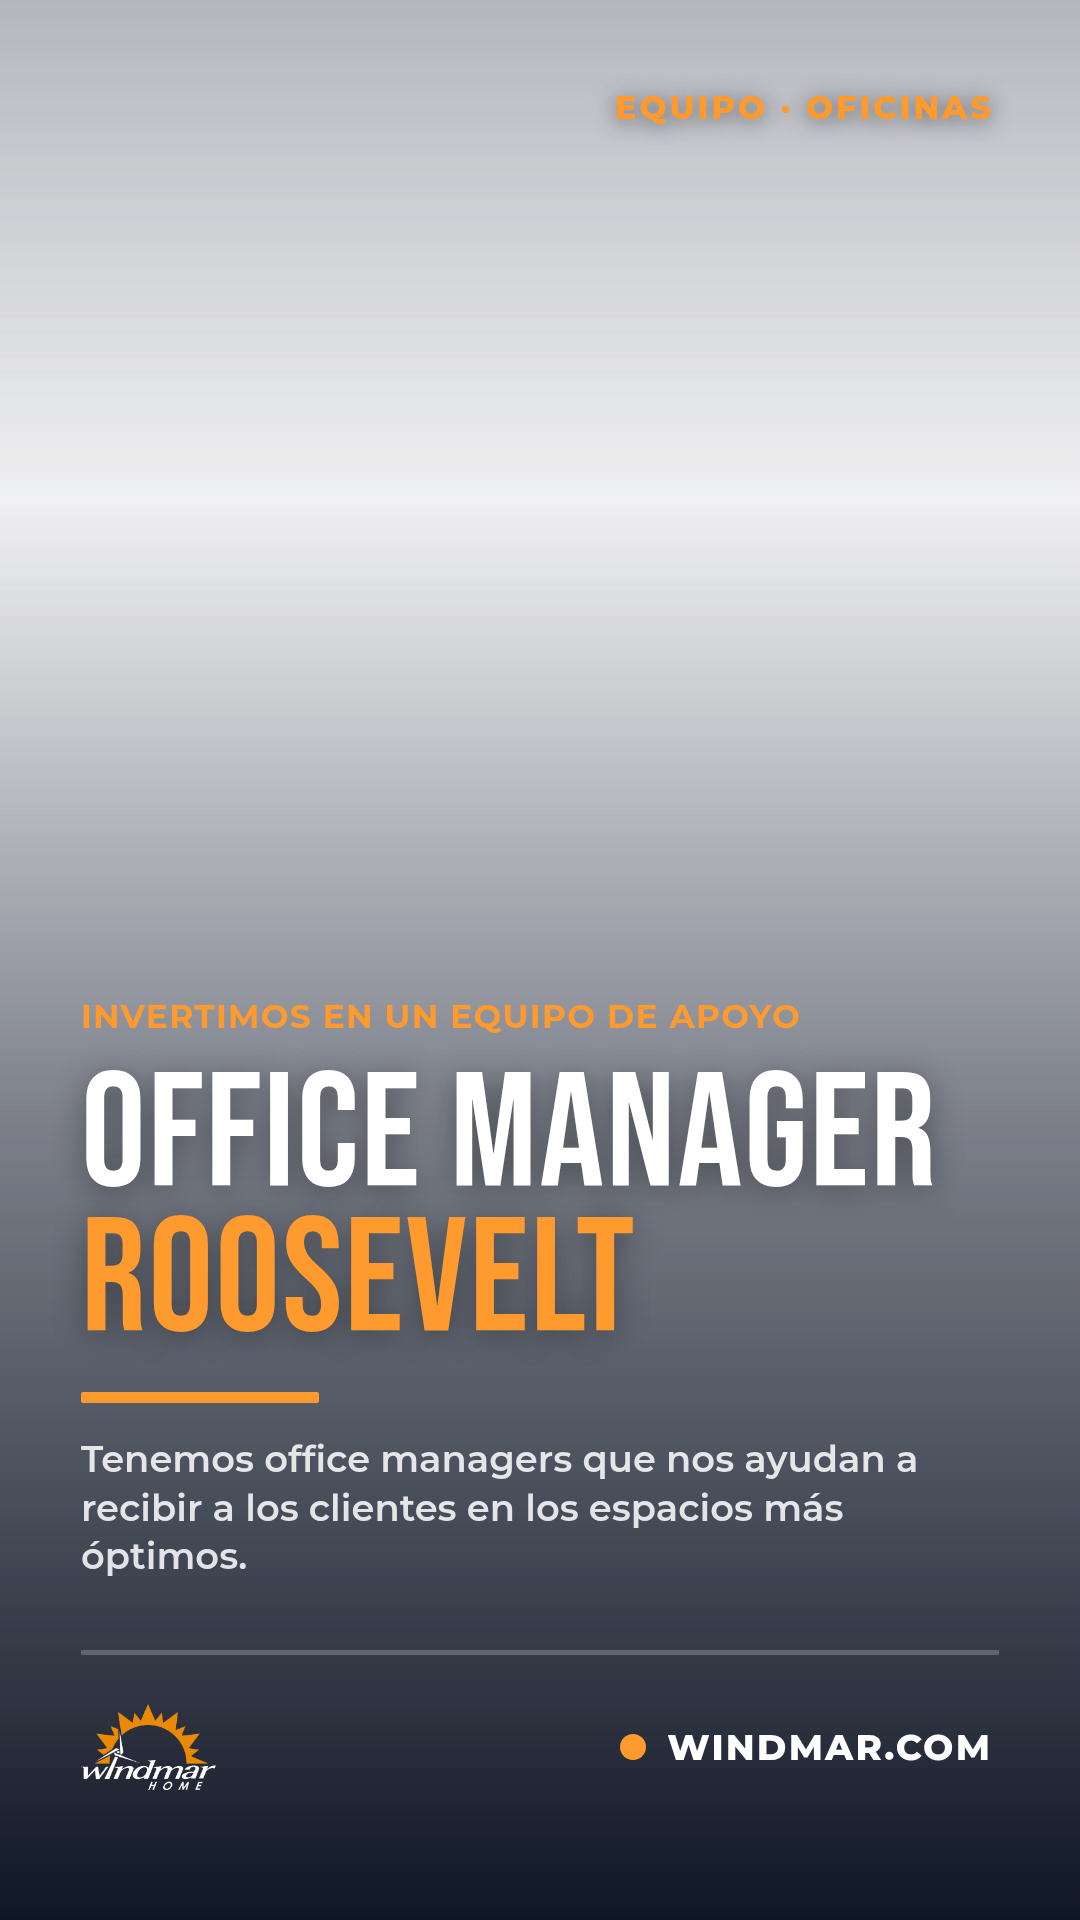 EQUIPO · OFICINAS
INVERTIMOS EN UN EQUIPO DE APOYO
OFFICE MANAGER
ROOSEVELT
Tenemos office managers que nos ayudan a
recibir a los clientes en los espacios más
óptimos.
windmar
HOME
WINDMAR.COM